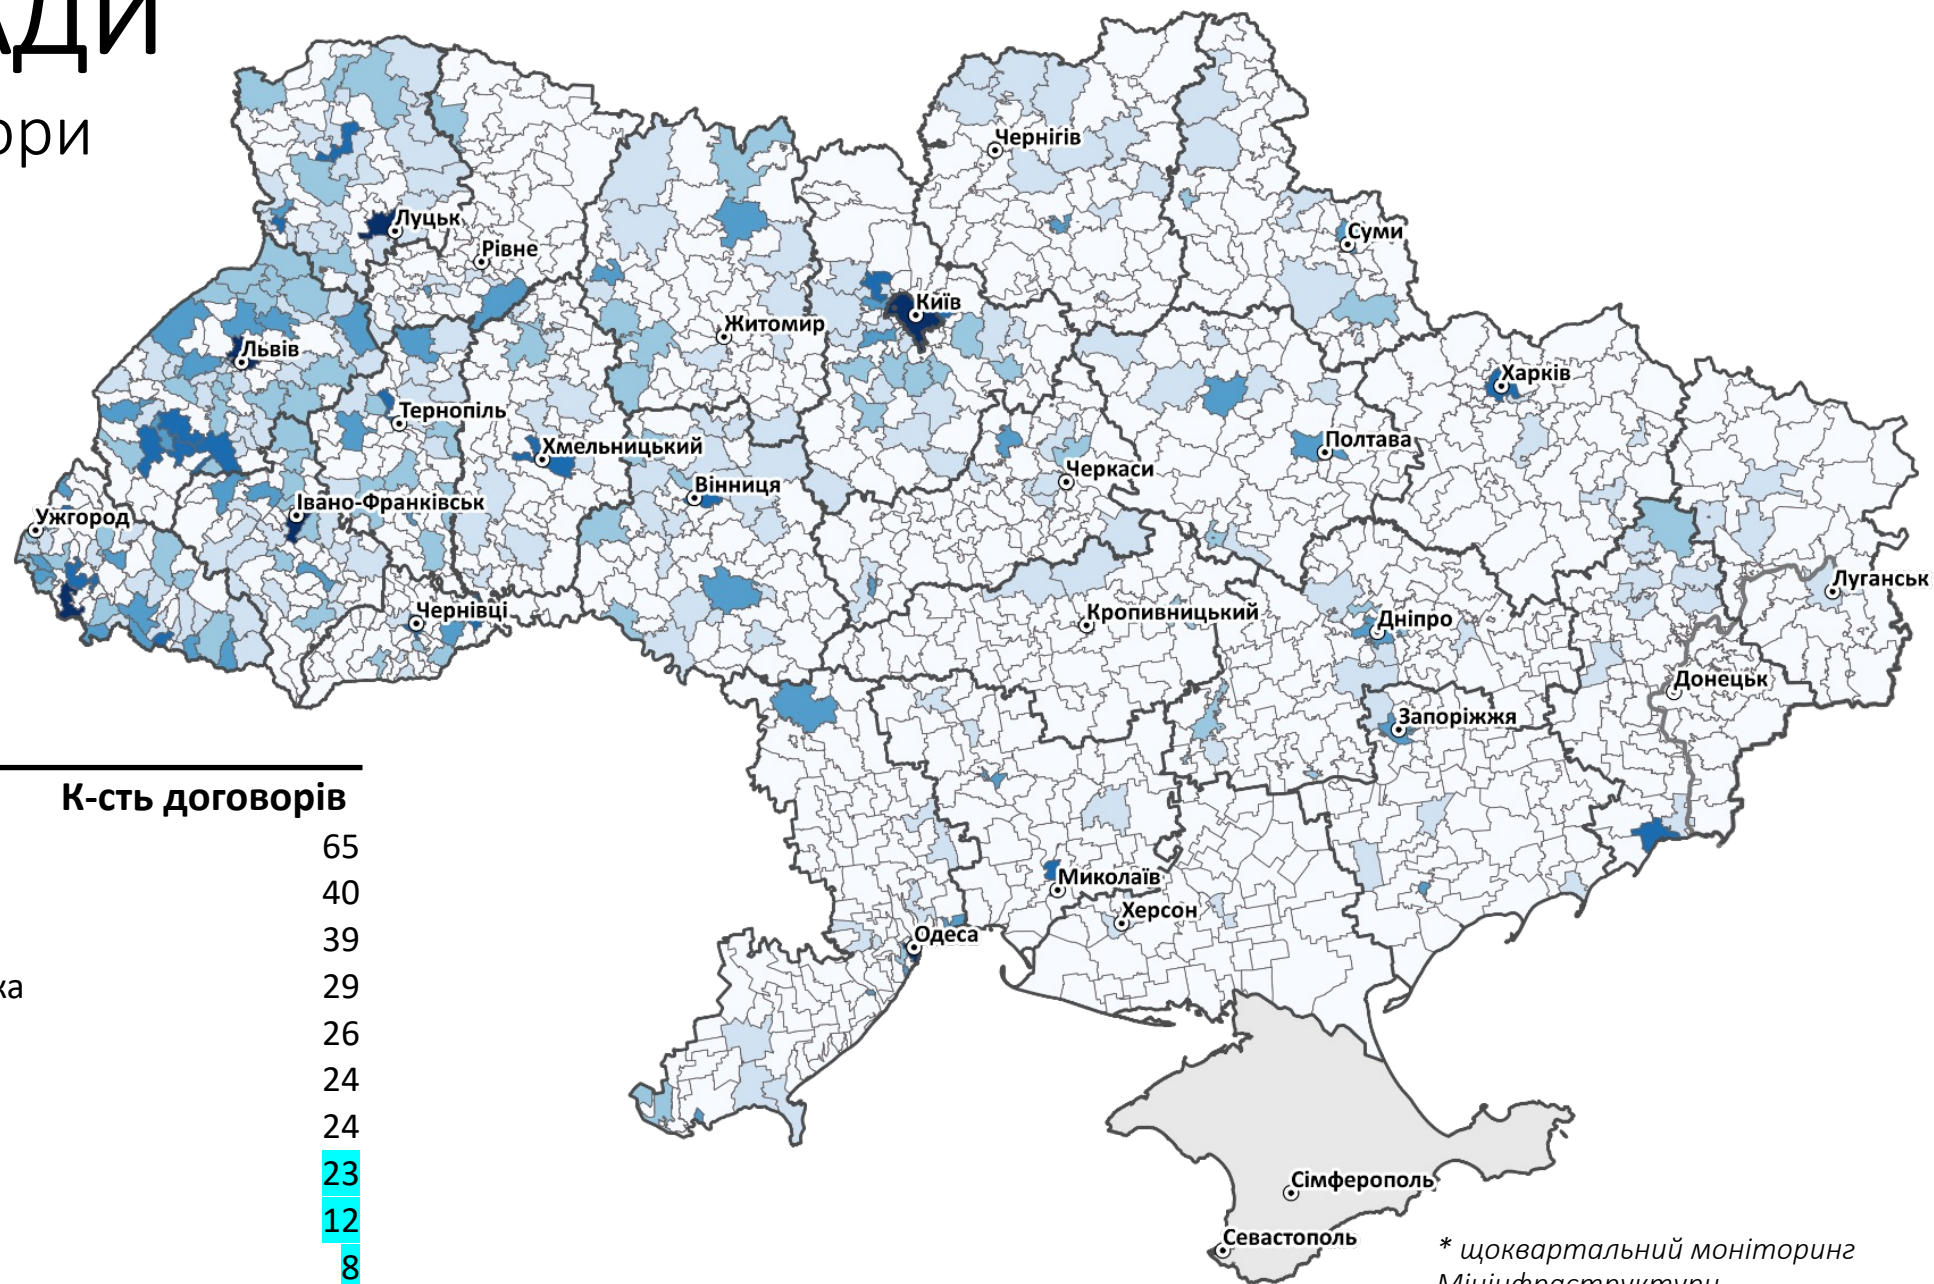 АДИ
ори
Чернігів
Луцьк
Суми
Рівне
Київ
Житомир
Львів
Харків
Тернопіль
Полтава
Хмельницький
Черкаси
Вінниця
Івано-Франківськ
Ужгород
Луганськ
Чернівці
Кропивницький
Дніпро
Донецьк
Запоріжжя
К-сть договорів
65
40
Миколаїв
Херсон
39
Одеса
ка 29
26
24
24
23
Сімферополь
12
Севастополь
* щоквартальний моніторинг
8
Мінінфраструктури